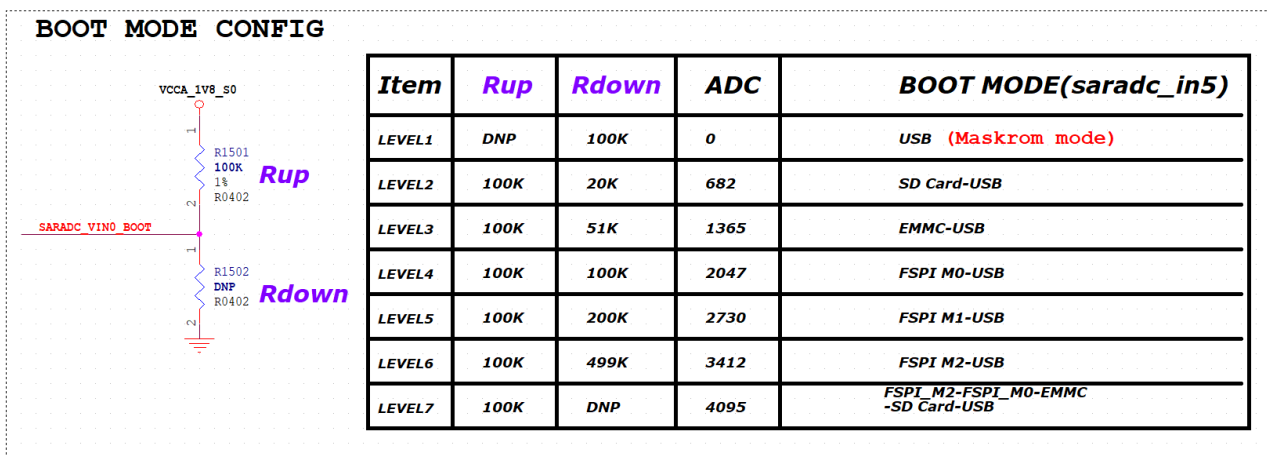 BOOT MODE CONFIG
VCCA_1V8_S0
1
R1501
100K
1%
R0402
2
Rup
SARADC_VIN0_BOOT
1
R1502
DNP
R0402
2
Rdown
Item Rup Rdown ADC BOOT MODE(saradc_in5)
LEVEL1 DNP 100K 0 USB (Maskrom mode)
LEVEL2 100K 20K 682 SD Card-USB
LEVEL3 100K 51K 1365 EMMC-USB
LEVEL4 100K 100K 2047 FSPI M0-USB
LEVEL5 100K 200K 2730 FSPI M1-USB
LEVEL6 100K 499K 3412 FSPI M2-USB
LEVEL7 100K DNP 4095 FSPI_M2-FSPI_M0-EMMC
-SD Card-USB